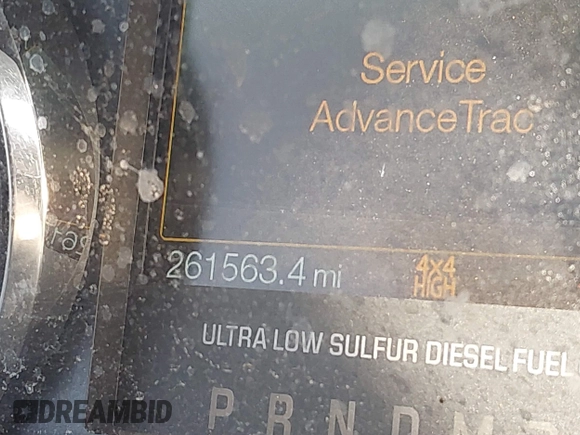 Service
AdvanceTrac
261563.4 mi
4x4
HIGH
ULTRA LOW SULFUR DIESEL FUEL
P R N D M
DREAMBID